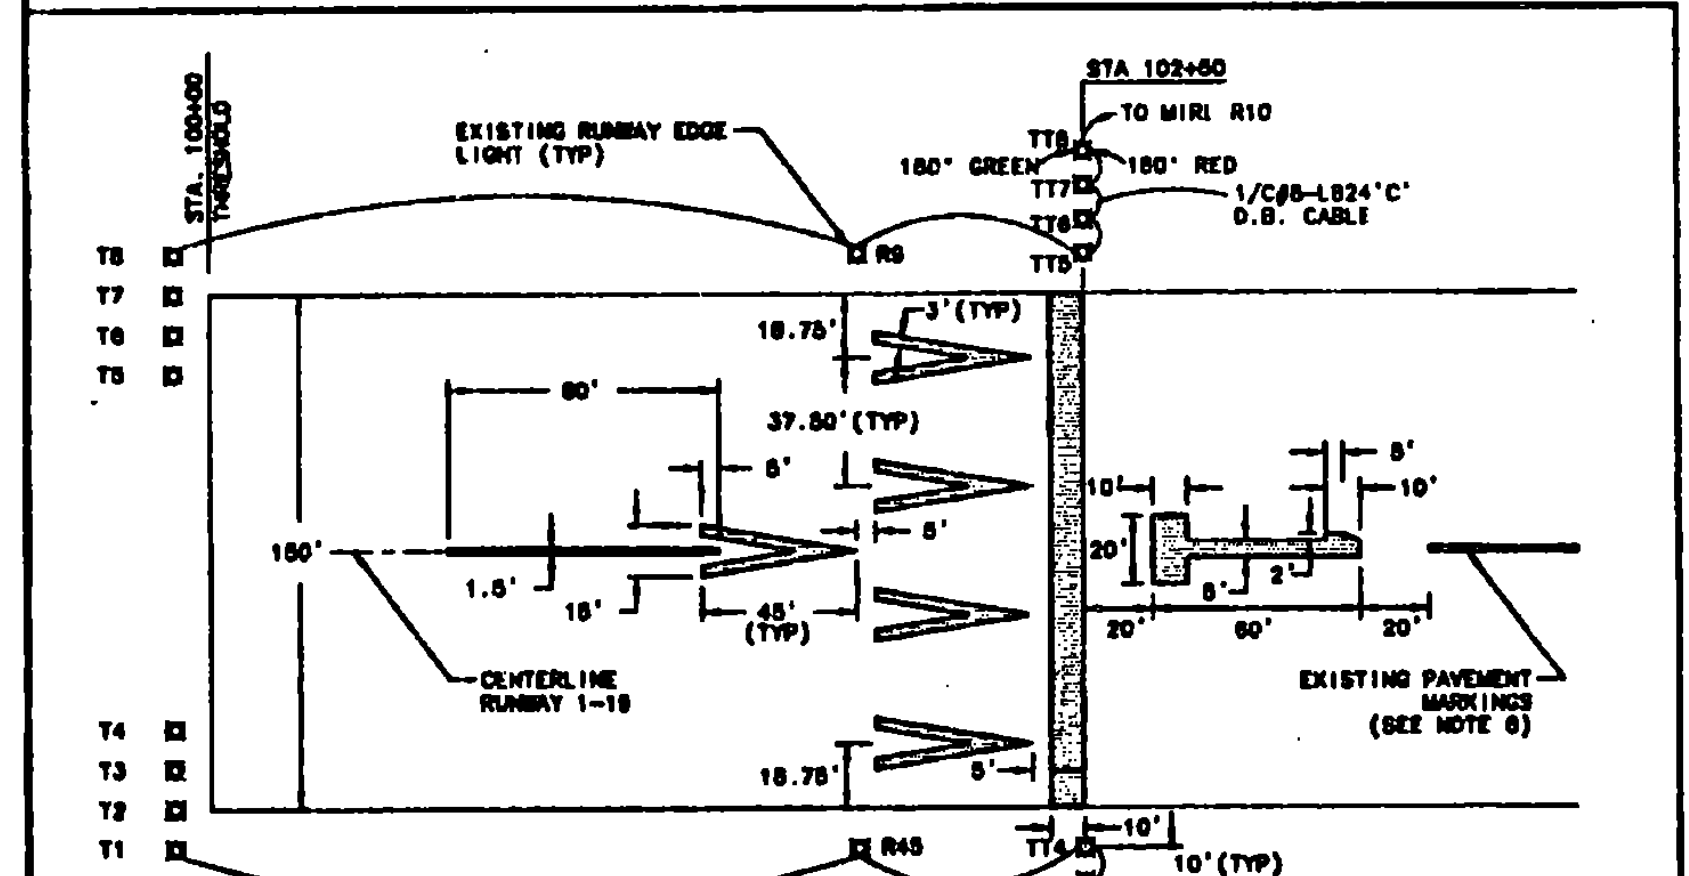 STA. 100+00
THRESHOLD
STA 102+50
TO MIRL R10
EXISTING RUNWAY EDGE
LIGHT (TYP)
TT8
180° GREEN
180° RED
TT7
1/C#8-L824'C'
D.B. CABLE
TT6
TT5
T8
R9
T7
T6
T5
18.75'
3'(TYP)
80'
37.50'(TYP)
5'
5'
10'
10'
5'
150'
20'
1.5'
15'
45'
(TYP)
2'
20'
60'
20'
CENTERLINE
RUNWAY 1-19
EXISTING PAVEMENT
MARKINGS
(SEE NOTE 6)
T4
T3
T2
T1
18.75'
5'
10'
R45
TT4
10'(TYP)